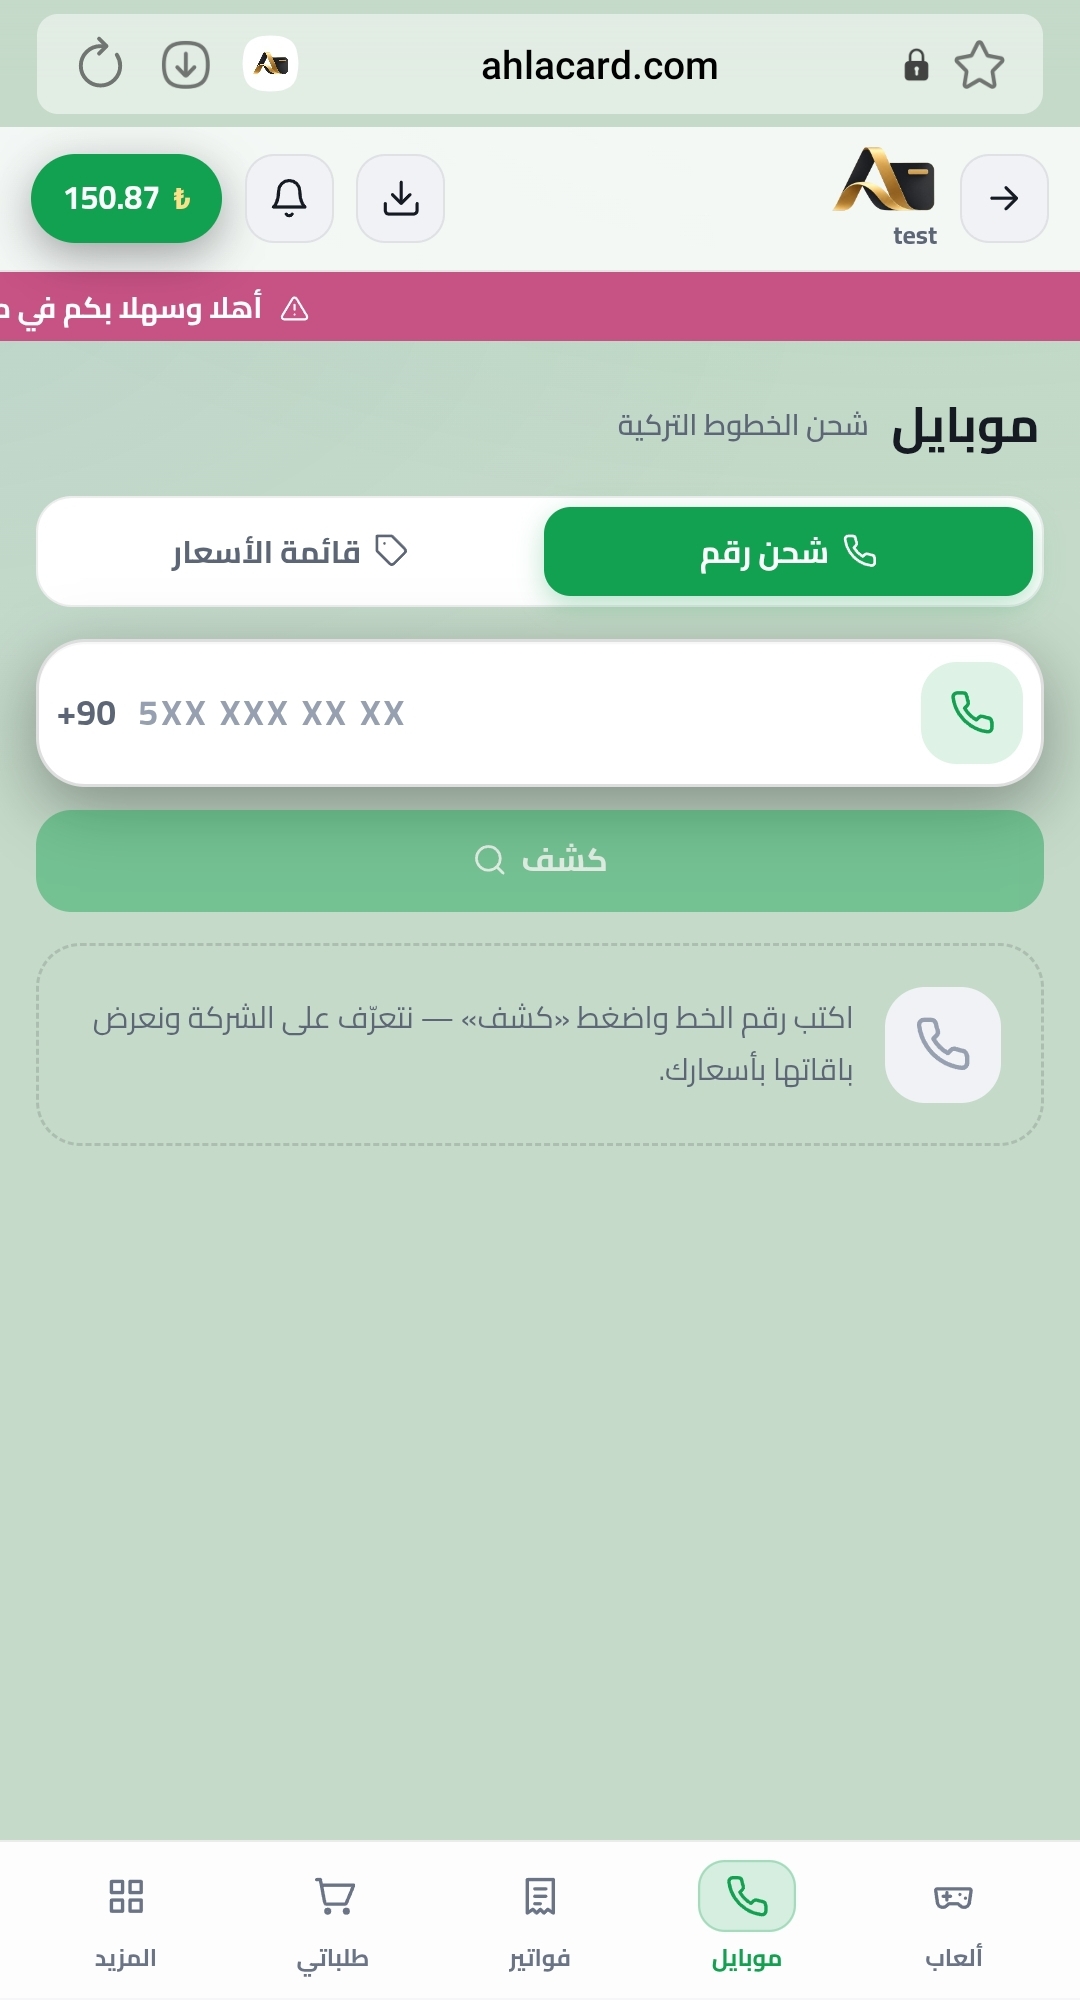 ahlacard.com
150.87 ₺
test
أهلا وسهلا بكم في
موبايل شحن الخطوط التركية
شحن رقم
قائمة الأسعار
+90 5XX XXX XX XX
كشف
اكتب رقم الخط واضغط «كشف» — نتعرّف على الشركة ونعرض
باقاتها بأسعارك.
ألعاب
موبايل
فواتير
طلباتي
المزيد